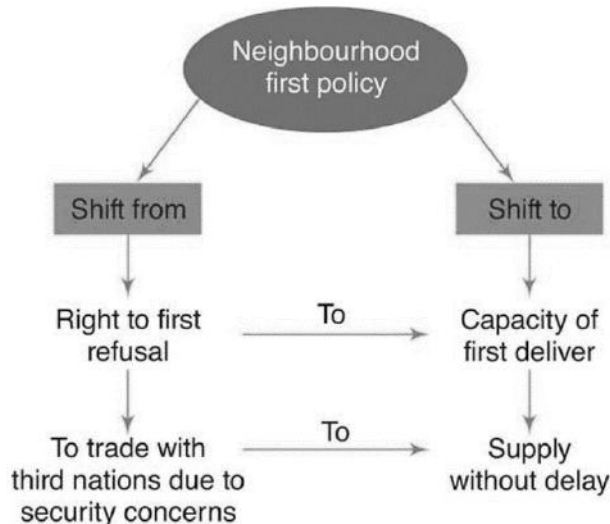 Neighbourhood
first policy
Shift from
Shift to
Right to first
refusal
To
Capacity of
first deliver
To trade with
third nations due to
security concerns
To
Supply
without delay